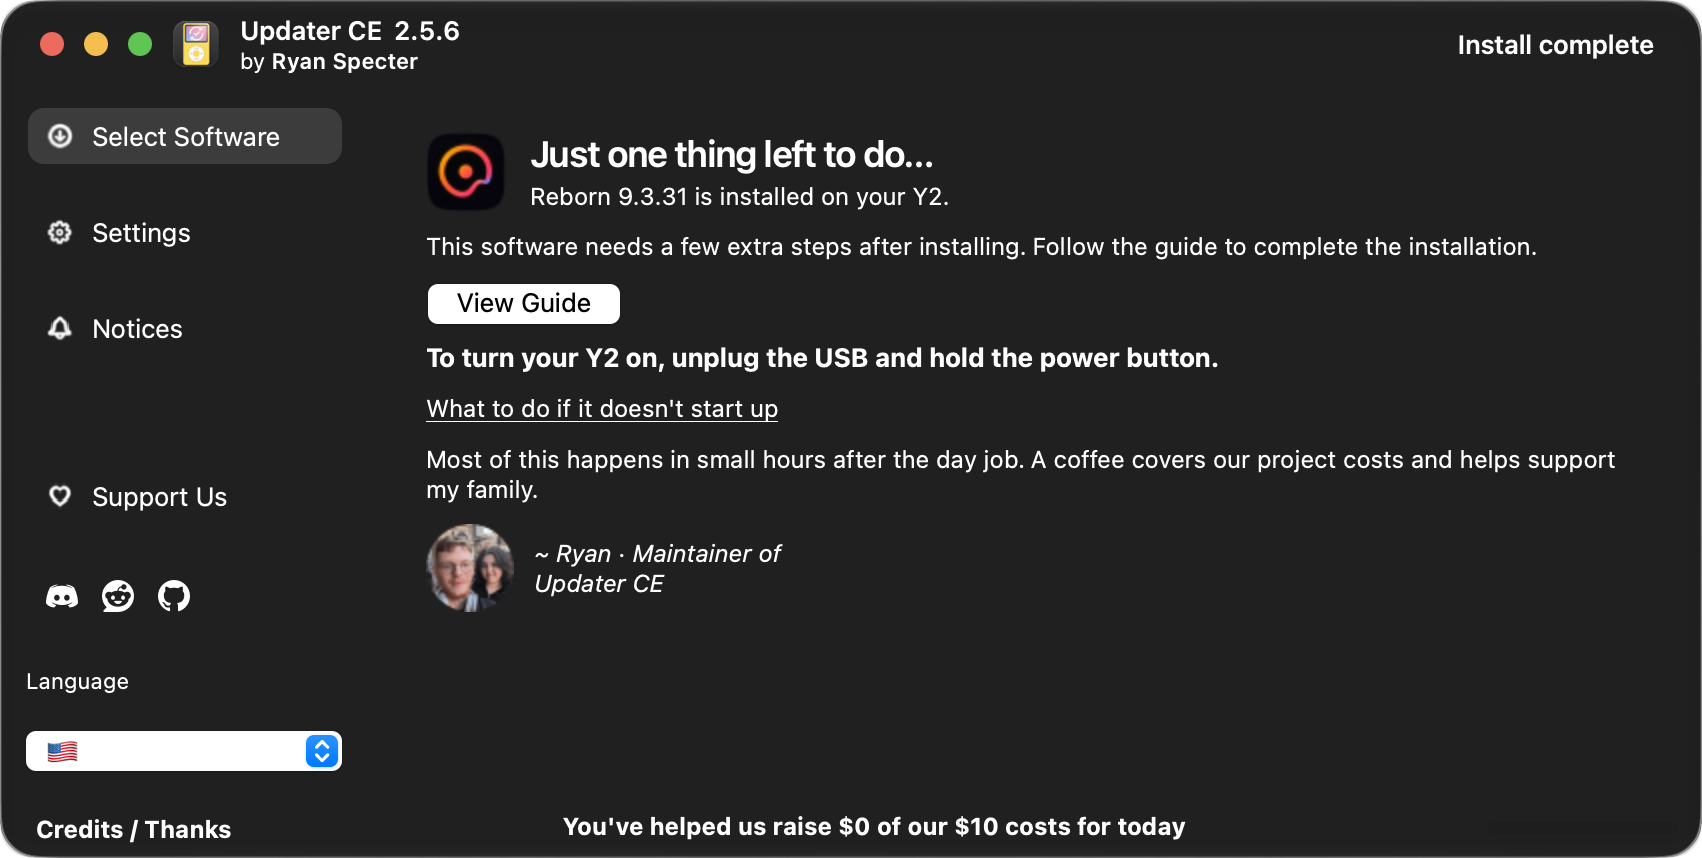 Updater CE 2.5.6
by Ryan Specter
Install complete
Select Software
Settings
Notices
Support Us
Language
Credits / Thanks
Just one thing left to do...
Reborn 9.3.31 is installed on your Y2.
This software needs a few extra steps after installing. Follow the guide to complete the installation.
View Guide
To turn your Y2 on, unplug the USB and hold the power button.
What to do if it doesn't start up
Most of this happens in small hours after the day job. A coffee covers our project costs and helps support
my family.
~ Ryan · Maintainer of
Updater CE
You've helped us raise $0 of our $10 costs for today